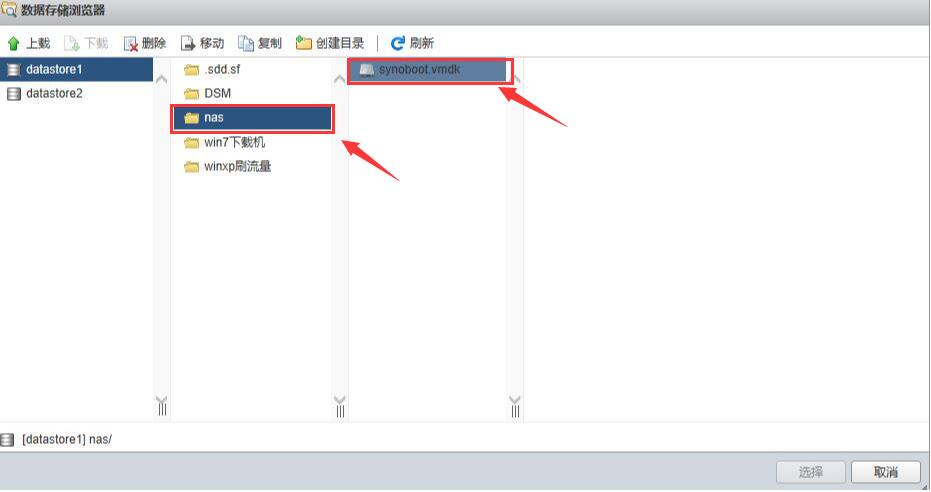 数据存储浏览器
上载 下载 删除 移动 复制 创建目录 刷新
datastore1 .sdd.sf synoboot.vmdk
datastore2 DSM
nas
win7下载机
winxp刷流量
[datastore1] nas/
选择 取消